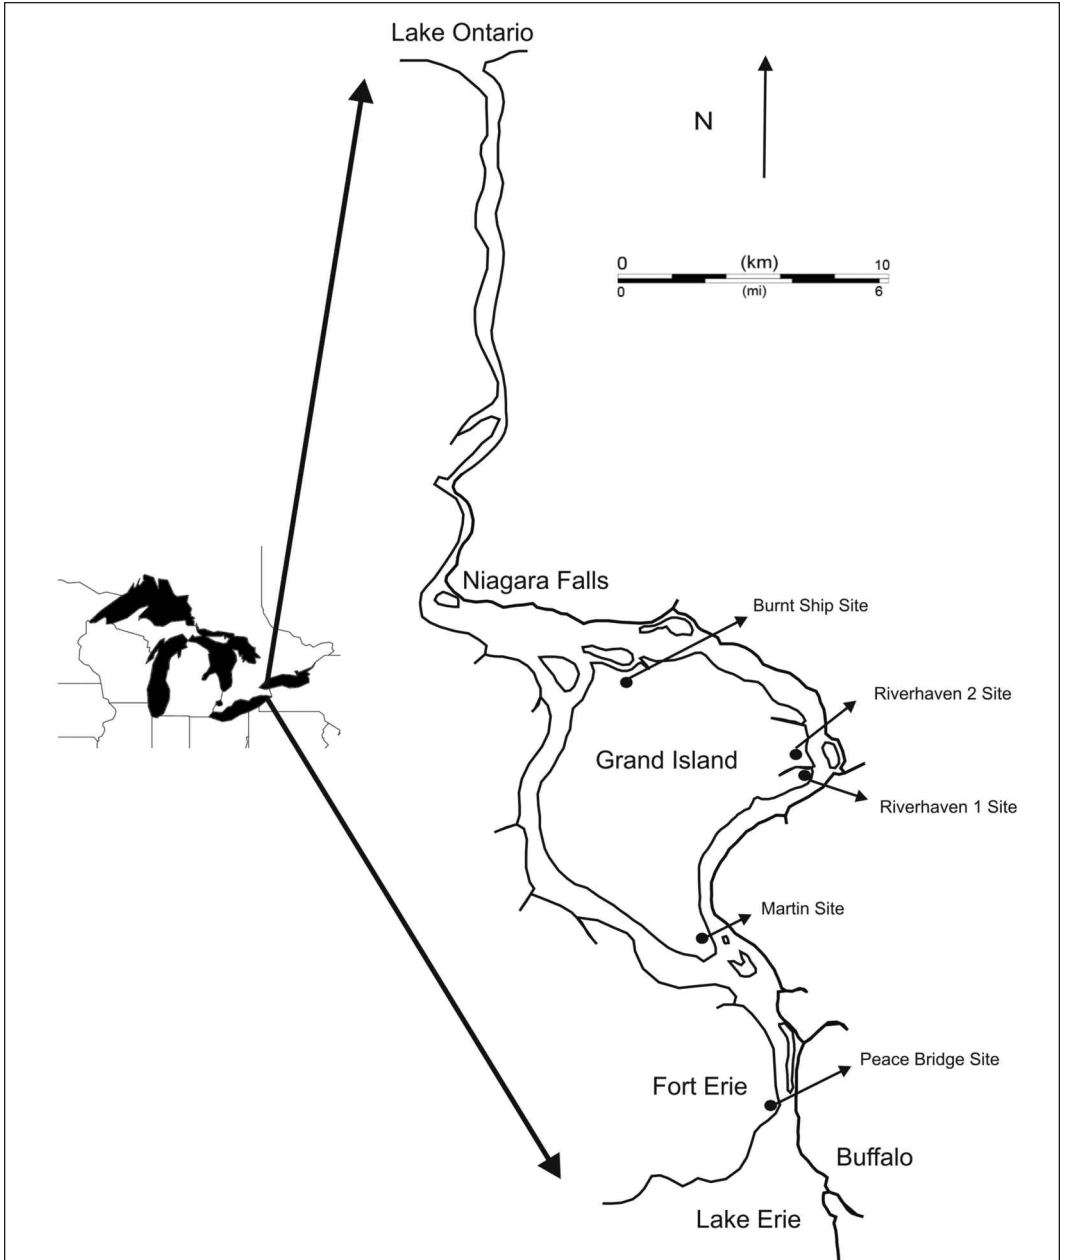 Lake Ontario
N
0 (km) 10
0 (mi) 6
Niagara Falls
Burnt Ship Site
Riverhaven 2 Site
Grand Island
Riverhaven 1 Site
Martin Site
Peace Bridge Site
Fort Erie
Buffalo
Lake Erie